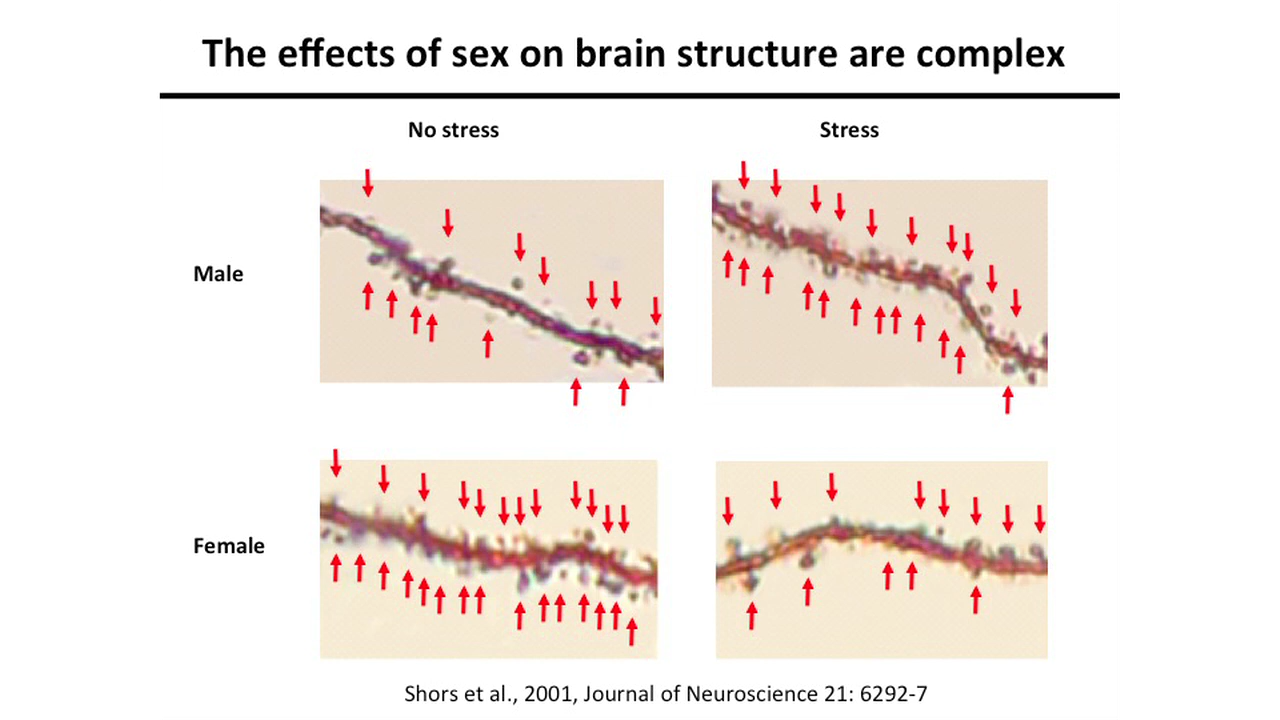 The effects of sex on brain structure are complex
No stress
Stress
Male
Female
Shors et al., 2001, Journal of Neuroscience 21: 6292-7